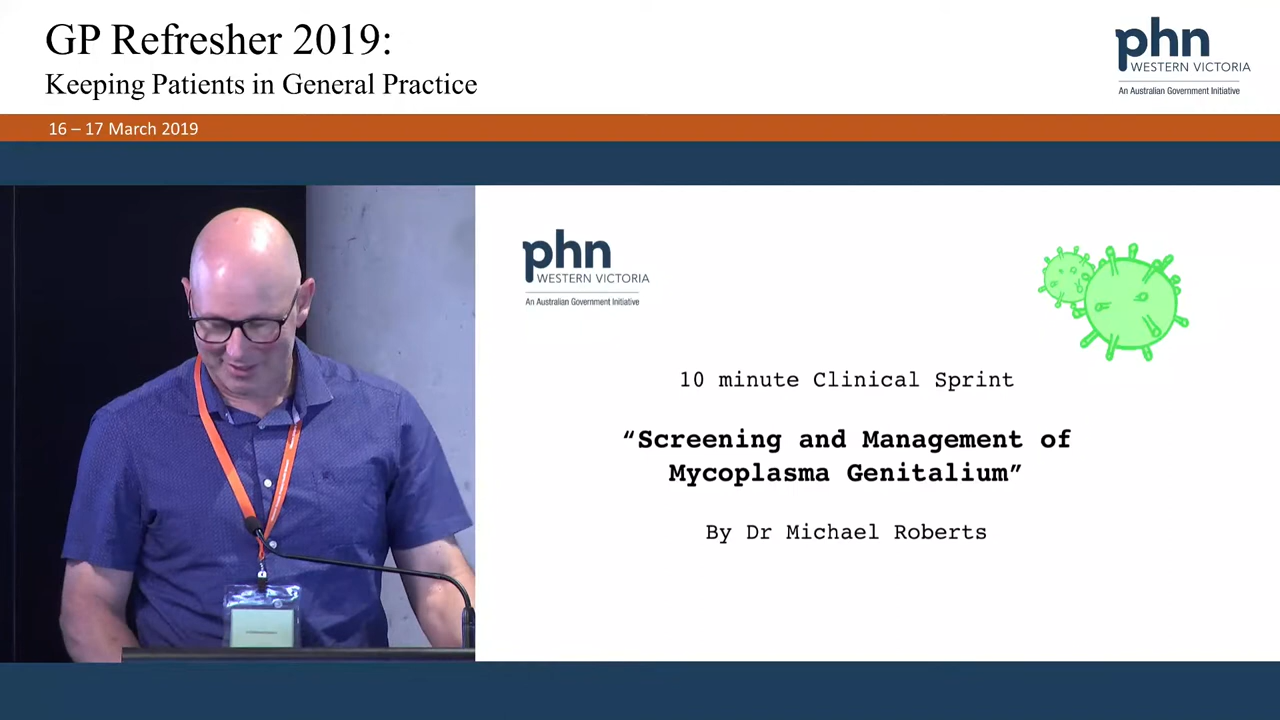 GP Refresher 2019:
Keeping Patients in General Practice
phn
WESTERN VICTORIA
An Australian Government Initiative
16 – 17 March 2019
phn
WESTERN VICTORIA
An Australian Government Initiative
10 minute Clinical Sprint
“Screening and Management of
Mycoplasma Genitalium”
By Dr Michael Roberts